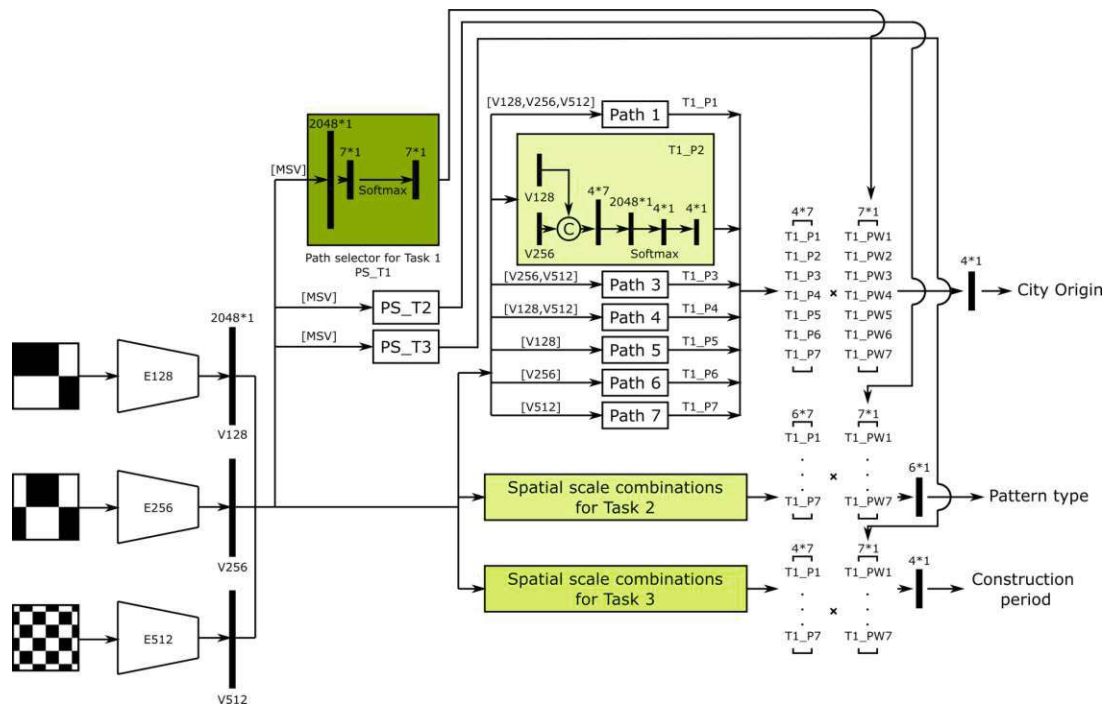 [V128,V256,V512]
Path 1
T1_P1
2048*1
7*1
7*1
[MSV]
Softmax
Path selector for Task 1
PS_T1
T1_P2
V128
4*7
2048*1
4*1
4*1
C
V256
Softmax
[V256,V512]
Path 3
T1_P3
[V128,V512]
Path 4
T1_P4
[V128]
Path 5
T1_P5
[V256]
Path 6
T1_P6
[V512]
Path 7
T1_P7
[MSV]
PS_T2
[MSV]
PS_T3
2048*1
E128
V128
E256
V256
E512
V512
4*7
7*1
T1_P1
T1_PW1
T1_P2
T1_PW2
T1_P3
T1_PW3
T1_P4
×
T1_PW4
T1_P5
T1_PW5
T1_P6
T1_PW6
T1_P7
T1_PW7
4*1
City Origin
Spatial scale combinations
for Task 2
6*7
7*1
T1_P1
T1_PW1
×
T1_P7
T1_PW7
6*1
Pattern type
Spatial scale combinations
for Task 3
4*7
7*1
T1_P1
T1_PW1
×
T1_P7
T1_PW7
4*1
Construction
period